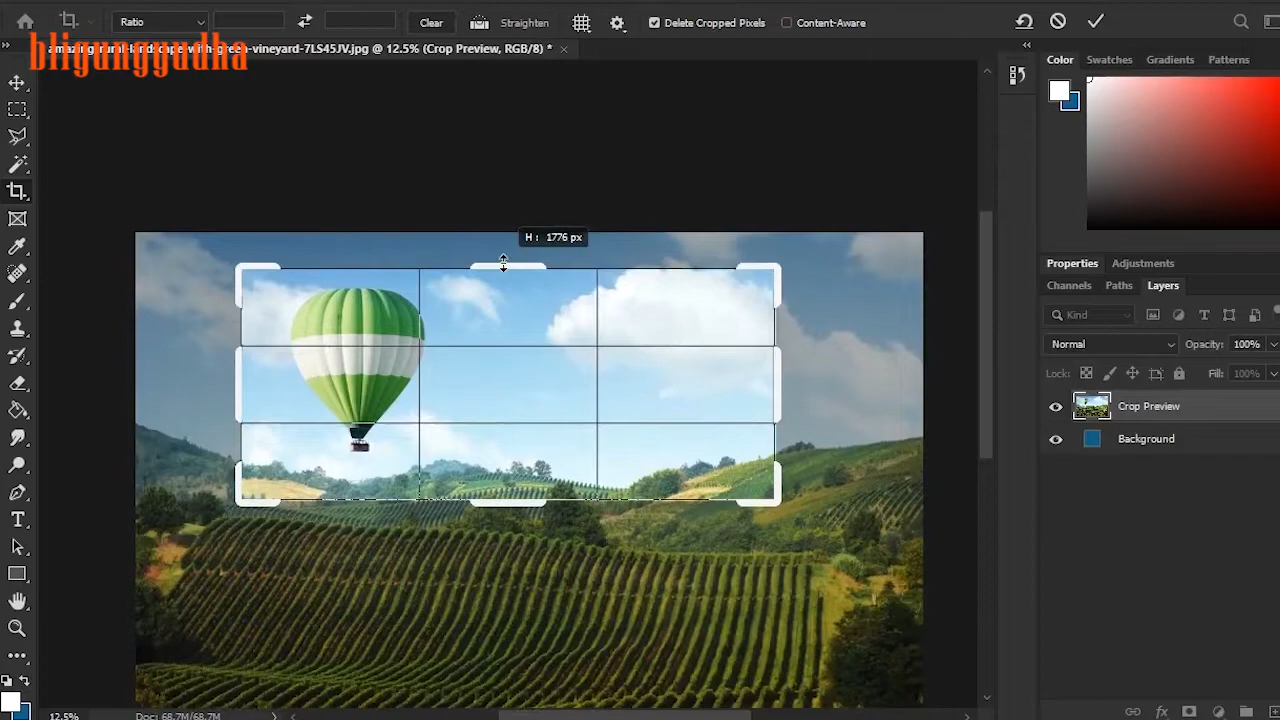 Ratio
Clear
Straighten
Delete Cropped Pixels
Content-Aware
bligungyudha
amazing-rural-landscape-with-green-vineyard-7LS45JV.jpg @ 12.5% (Crop Preview, RGB/8) *
Color
Swatches
Gradients
Patterns
H : 1776 px
Properties
Adjustments
Channels
Paths
Layers
Kind
Normal
Opacity: 100%
Lock:
Fill: 100%
Crop Preview
Background
12.5%
Doc: 68.7M/68.7M